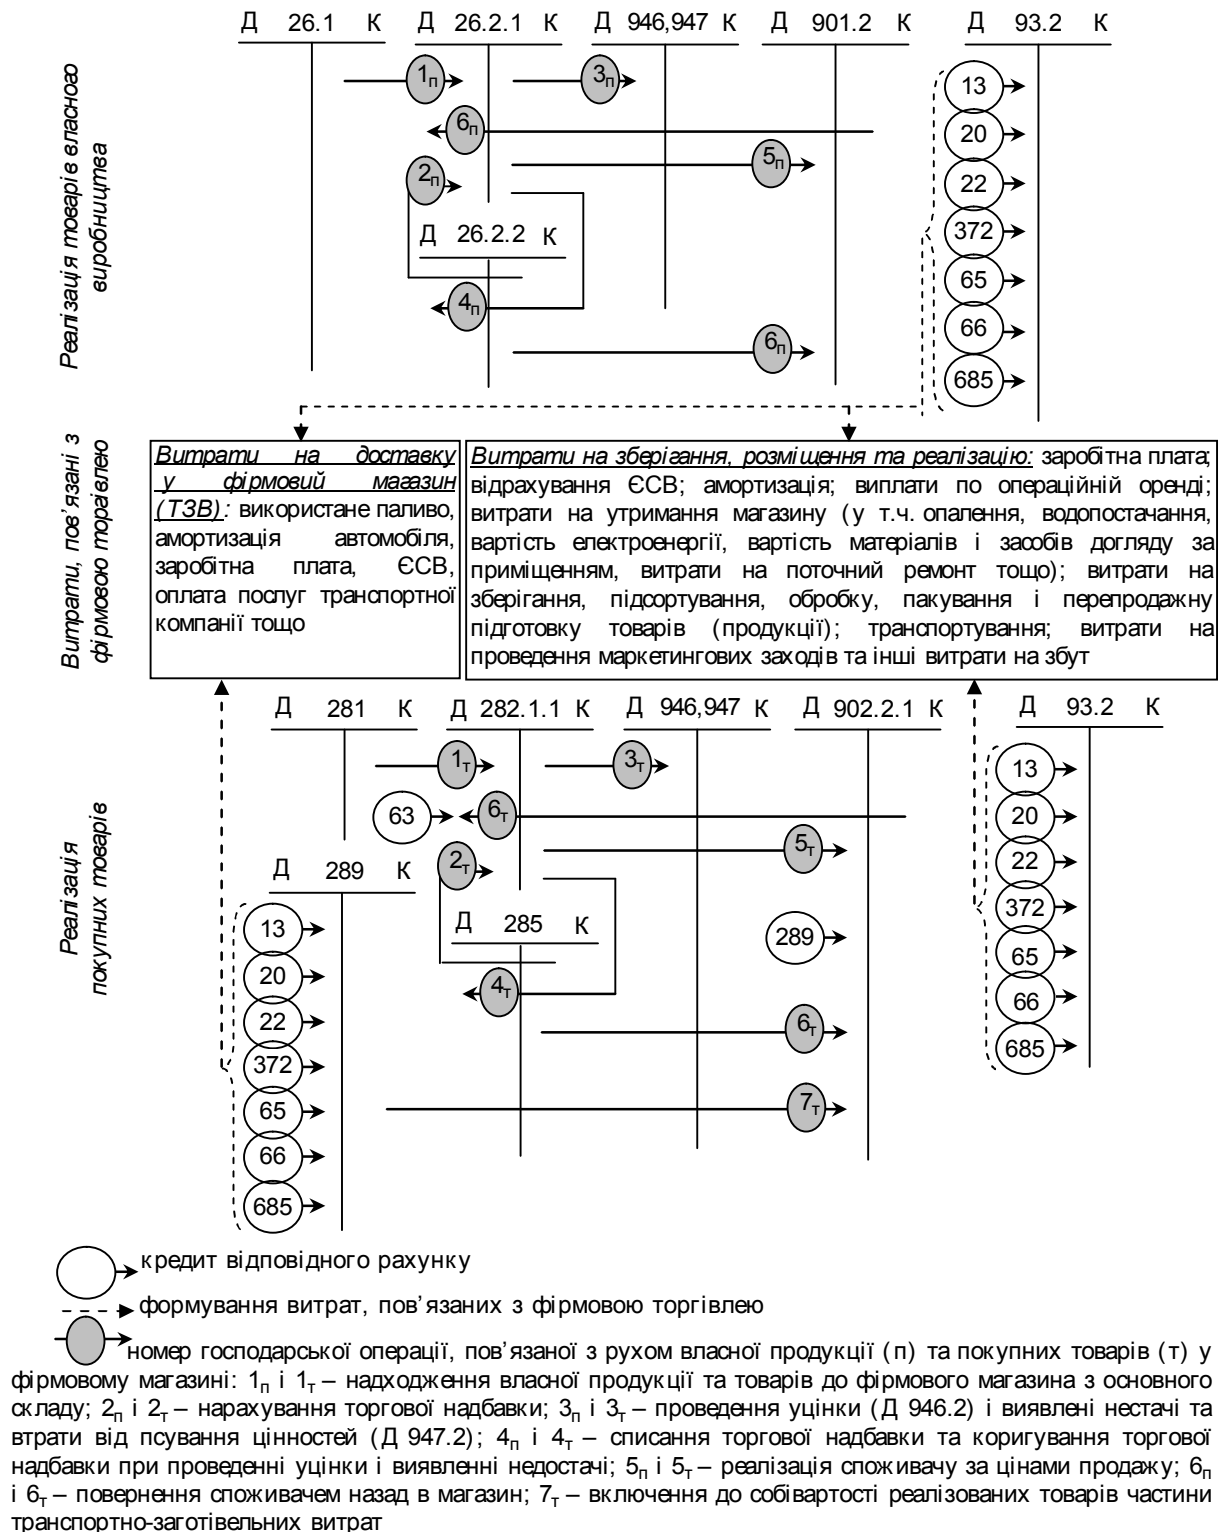 Д 26.1 К Д 26.2.1 К Д 946,947 К Д 901.2 К Д 93.2 К
Реалізація товарів власного
виробництва
1п 3п 13
6п 20
5п
2п 22
Д 26.2.2 К 372
65
4п
66
6п
685
Витрати, пов’язані з
фірмовою торгівлею
Витрати на доставку
у фірмовий магазин
(ТЗВ): використане паливо,
амортизація автомобіля,
заробітна плата, ЄСВ,
оплата послуг транспортної
компанії тощо
Витрати на зберігання, розміщення та реалізацію: заробітна плата;
відрахування ЄСВ; амортизація; виплати по операційній оренді;
витрати на утримання магазину (у т.ч. опалення, водопостачання,
вартість електроенергії, вартість матеріалів і засобів догляду за
приміщенням, витрати на поточний ремонт тощо); витрати на
зберігання, підсортування, обробку, пакування і перепродажну
підготовку товарів (продукції); транспортування; витрати на
проведення маркетингових заходів та інші витрати на збут
Д 281 К Д 282.1.1 К Д 946,947 К Д 902.2.1 К Д 93.2 К
Реалізація
покупних товарів
1т 3т 13
63 6т 20
5т
2т 22
Д 289 К
372
13 Д 285 К 289
65
20 4т
66
22 6т
685
372
65 7т
66
685
кредит відповідного рахунку
формування витрат, пов’язаних з фірмовою торгівлею
номер господарської операції, пов’язаної з рухом власної продукції (п) та покупних товарів (т) у
фірмовому магазині: 1п і 1т – надходження власної продукції та товарів до фірмового магазина з основного
складу; 2п і 2т – нарахування торгової надбавки; 3п і 3т – проведення уцінки (Д 946.2) і виявлені нестачі та
втрати від псування цінностей (Д 947.2); 4п і 4т – списання торгової надбавки та коригування торгової
надбавки при проведенні уцінки і виявленні недостачі; 5п і 5т – реалізація споживачу за цінами продажу; 6п
і 6т – повернення споживачем назад в магазин; 7т – включення до собівартості реалізованих товарів частини
транспортно-заготівельних витрат